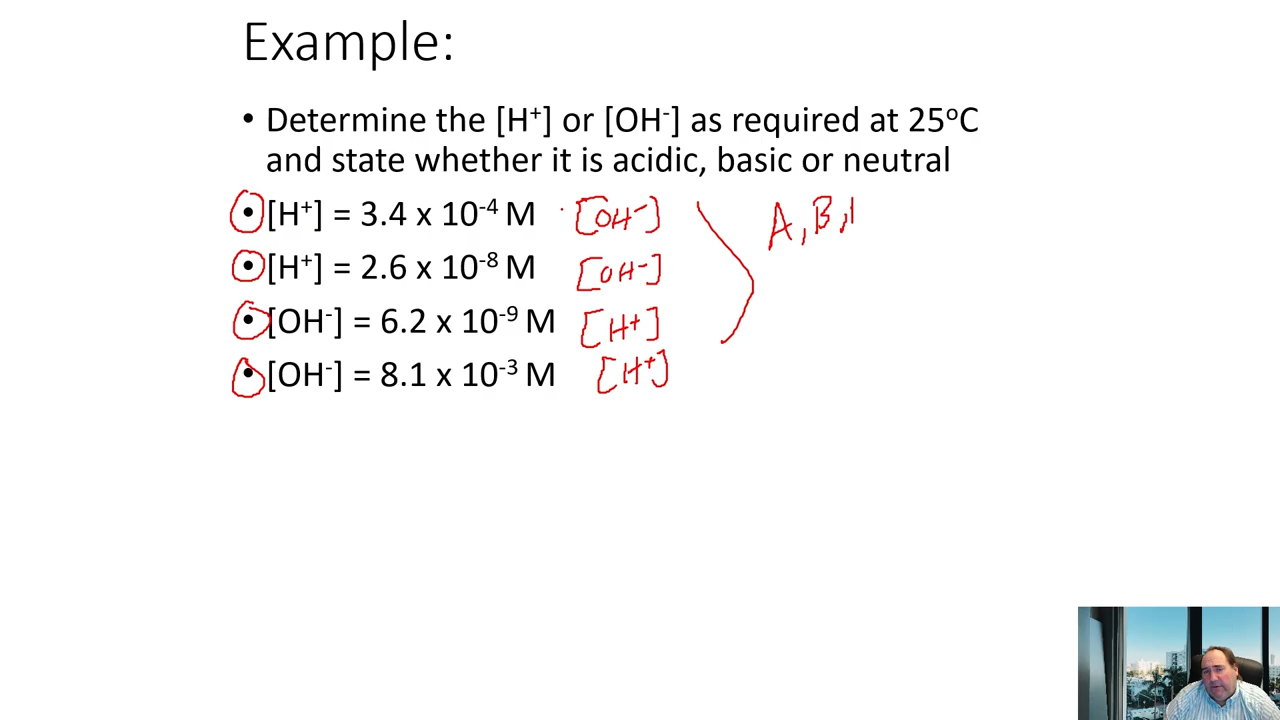 Example:
• Determine the [H⁺] or [OH⁻] as required at 25ºC
and state whether it is acidic, basic or neutral
• [H⁺] = 3.4 x 10⁻⁴ M [OH⁻] A, B,
• [H⁺] = 2.6 x 10⁻⁸ M [OH⁻]
• [OH⁻] = 6.2 x 10⁻⁹ M [H⁺]
• [OH⁻] = 8.1 x 10⁻³ M [H⁺]